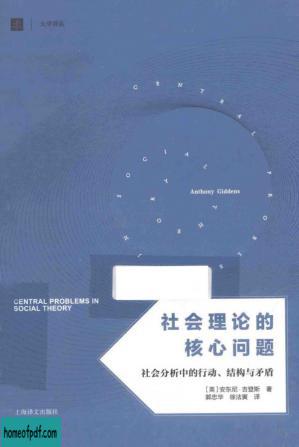 大学译丛
CENTRAL PROBLEMS
IN
SOCIAL THEORY
Anthony Giddens
CENTRAL PROBLEMS IN
SOCIAL THEORY
社会理论的
核心问题
社会分析中的行动、结构与矛盾
[英]安东尼·吉登斯 著
郭忠华 徐法寅 译
上海译文出版社
homeofpdf.com